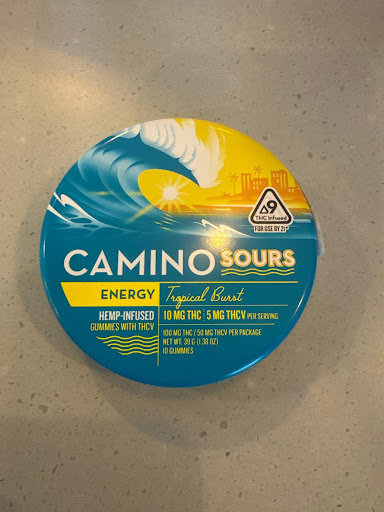 Δ9
THC Infused
FOR USE BY 21+
CAMINO SOURS
ENERGY Tropical Burst
HEMP-INFUSED
GUMMIES WITH THCV
10 MG THC 5 MG THCV PER SERVING
100 MG THC / 50 MG THCV PER PACKAGE
NET WT. 39 G (1.38 OZ)
10 GUMMIES